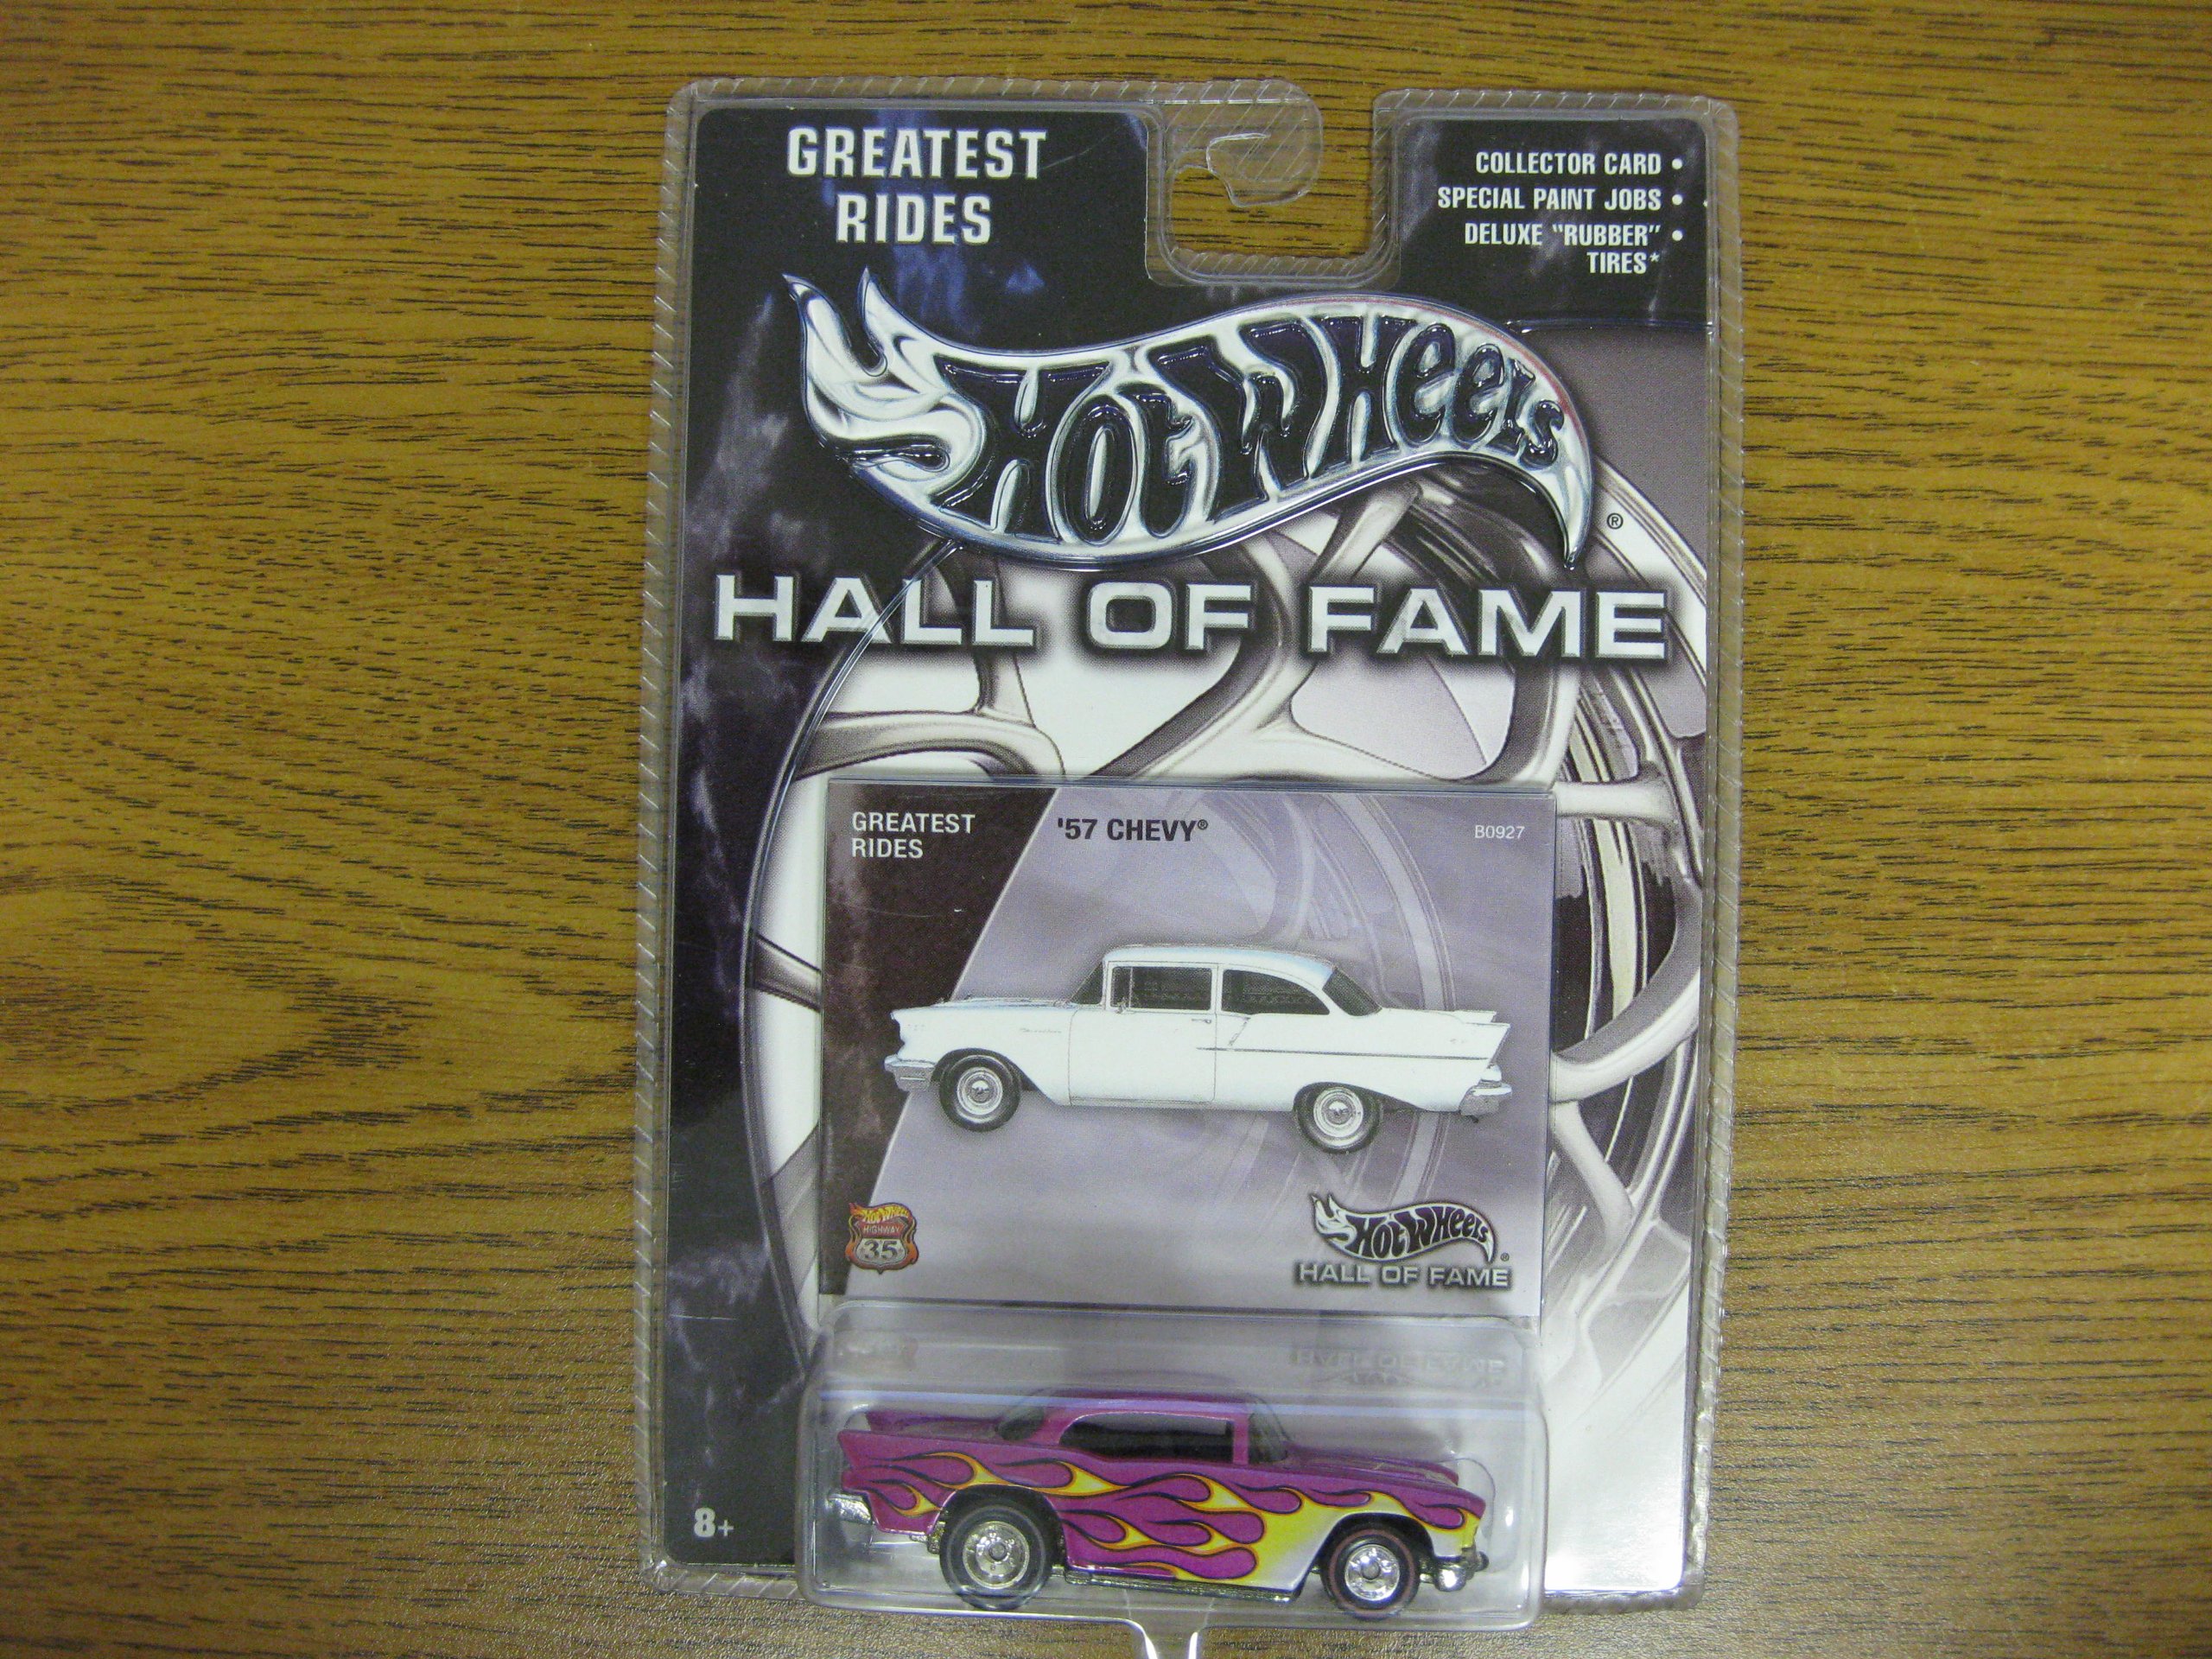 GREATEST
RIDES
COLLECTOR CARD •
SPECIAL PAINT JOBS •
DELUXE "RUBBER" •
TIRES*
Hot Wheels ®
HALL OF FAME
GREATEST
RIDES
'57 CHEVY®
B0927
Hot Wheels
HIGHWAY
35
Hot Wheels ®
HALL OF FAME
8+